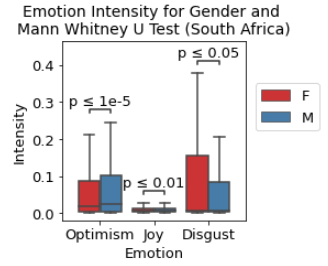 Emotion Intensity for Gender and
Mann Whitney U Test (South Africa)
p ≤ 0.05
p ≤ 1e-5
p ≤ 0.01
F
M
0.4
0.3
0.2
0.1
0.0
Intensity
Optimism Joy Disgust
Emotion